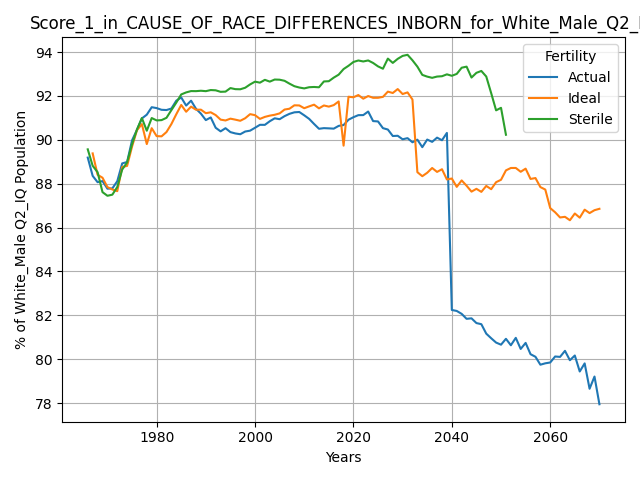 Score_1_in_CAUSE_OF_RACE_DIFFERENCES_INBORN_for_White_Male_Q2_I
Fertility
Actual
Ideal
Sterile
% of White_Male Q2_IQ Population
94
92
90
88
86
84
82
80
78
1980
2000
2020
2040
2060
Years